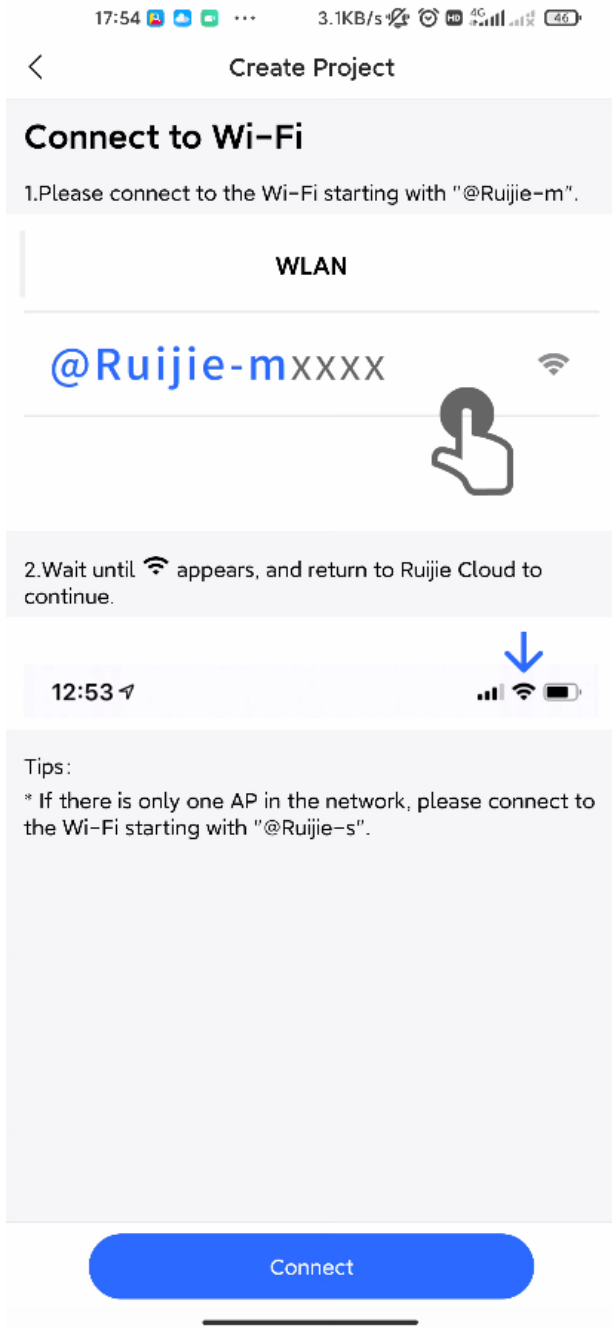 17:54 ··· 3.1KB/s HD 4G 46
Create Project
Connect to Wi-Fi
1.Please connect to the Wi-Fi starting with "@Ruijie-m".
WLAN
@Ruijie-mxxxx
2.Wait until appears, and return to Ruijie Cloud to
continue.
12:53
Tips:
* If there is only one AP in the network, please connect to
the Wi-Fi starting with "@Ruijie-s".
Connect